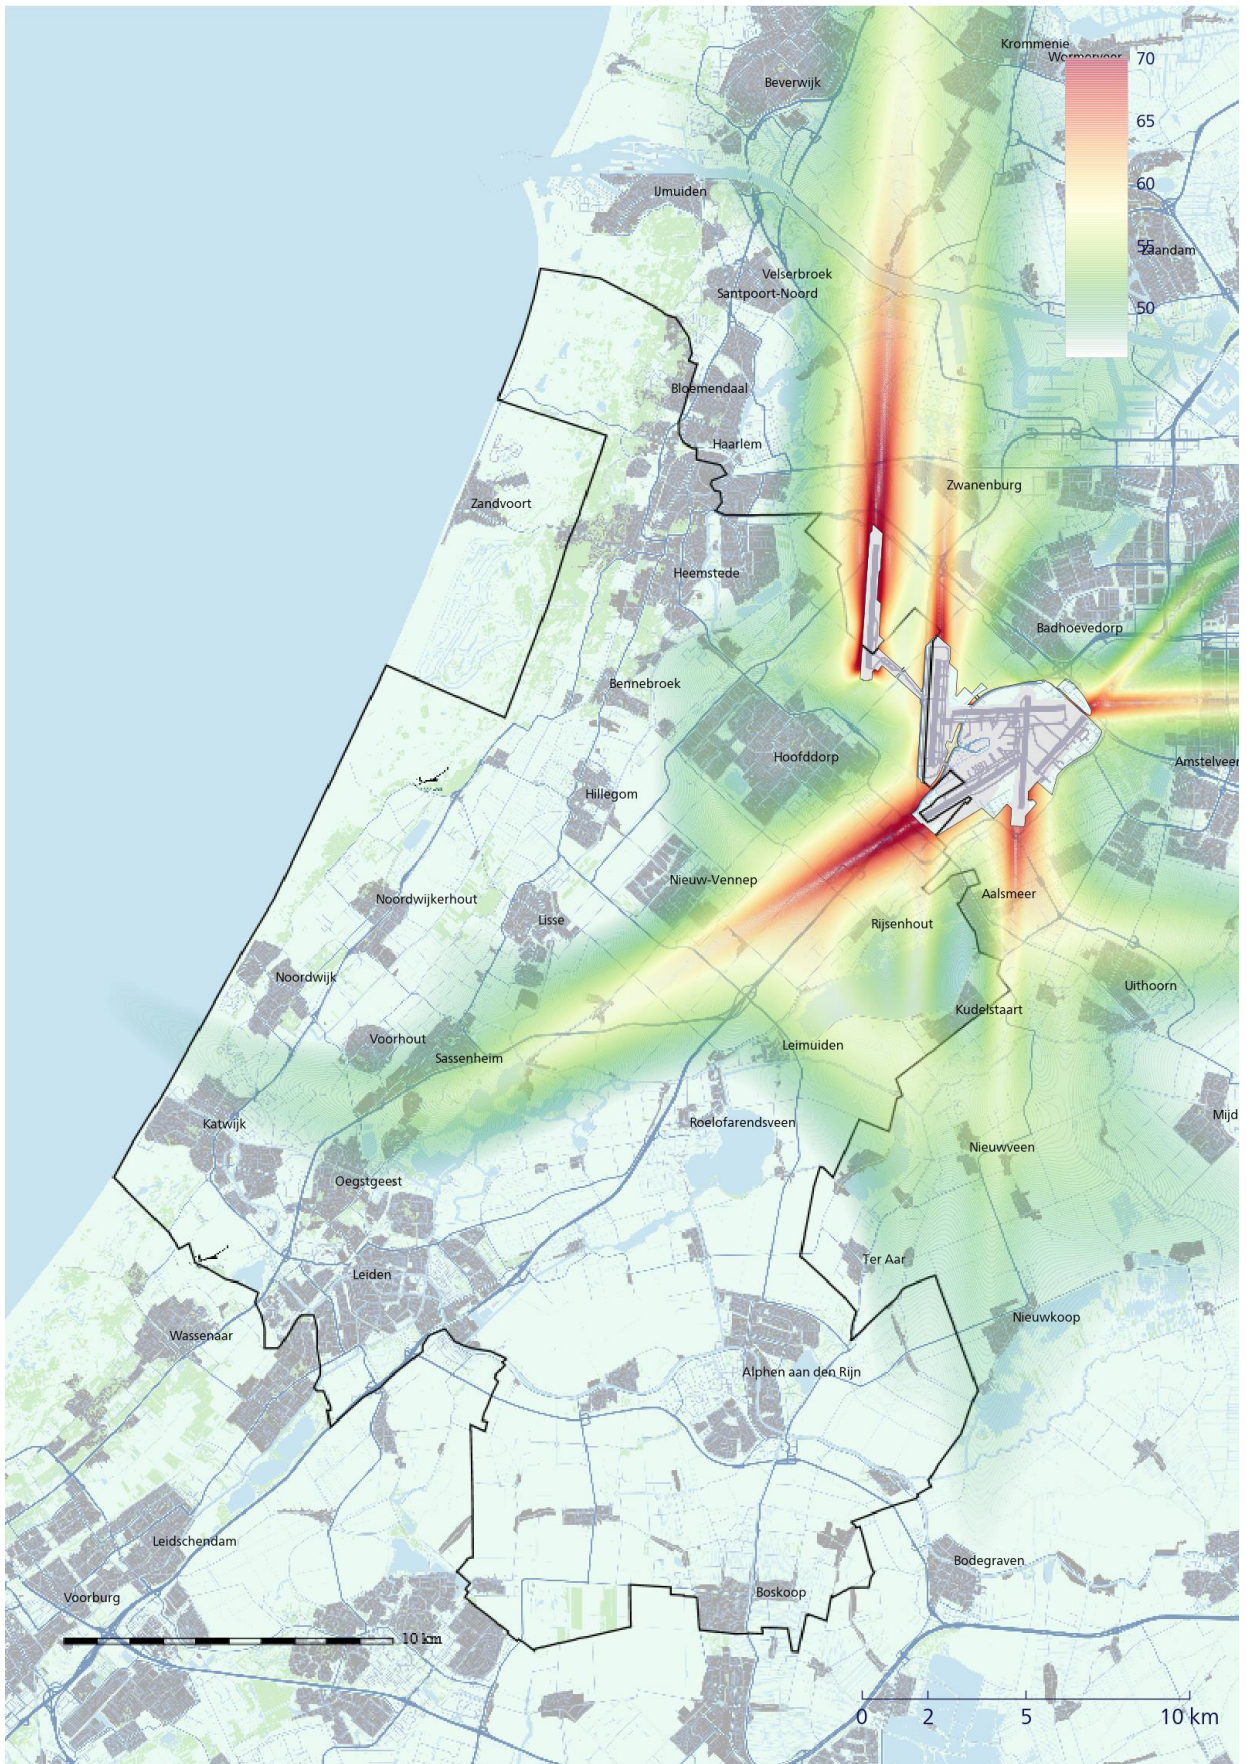 Krommenie
Wormerveer
70
Beverwijk
65
60
IJmuiden
55
Zaandam
Velserbroek
Santpoort-Noord
50
Bloemendaal
Haarlem
Zwanenburg
Zandvoort
Heemstede
Badhoevedorp
Bennebroek
Hoofddorp
Amstelveen
Hillegom
Nieuw-Vennep
Aalsmeer
Noordwijkerhout
Lisse
Rijsenhout
Noordwijk
Uithoorn
Kudelstaart
Voorhout
Leimuiden
Sassenheim
Mijd
Roelofarendsveen
Katwijk
Nieuwveen
Oegstgeest
Ter Aar
Leiden
Nieuwkoop
Wassenaar
Alphen aan den Rijn
Leidschendam
Bodegraven
Boskoop
Voorburg
10 km
0 2 5 10 km